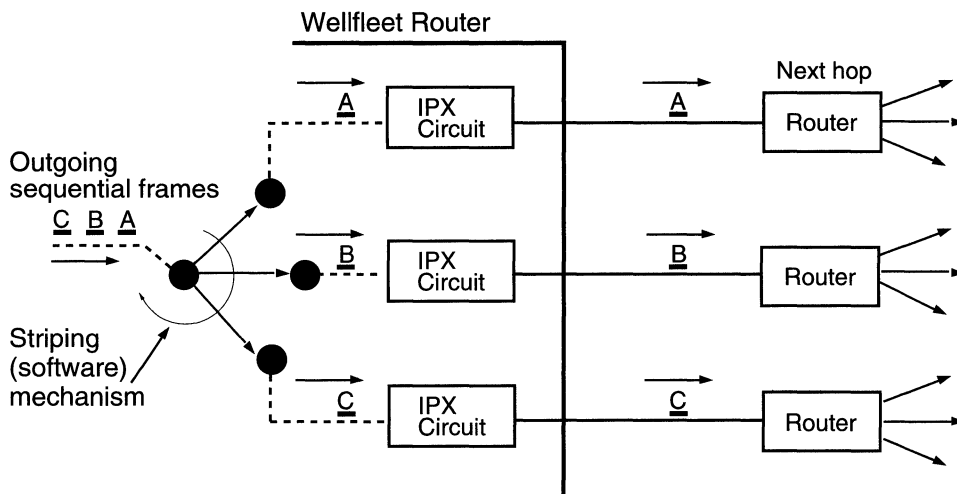 Wellfleet Router
Next hop
A
IPX
Circuit
A
Router
Outgoing
sequential frames
C B A
B
IPX
Circuit
B
Router
Striping
(software)
mechanism
C
IPX
Circuit
C
Router